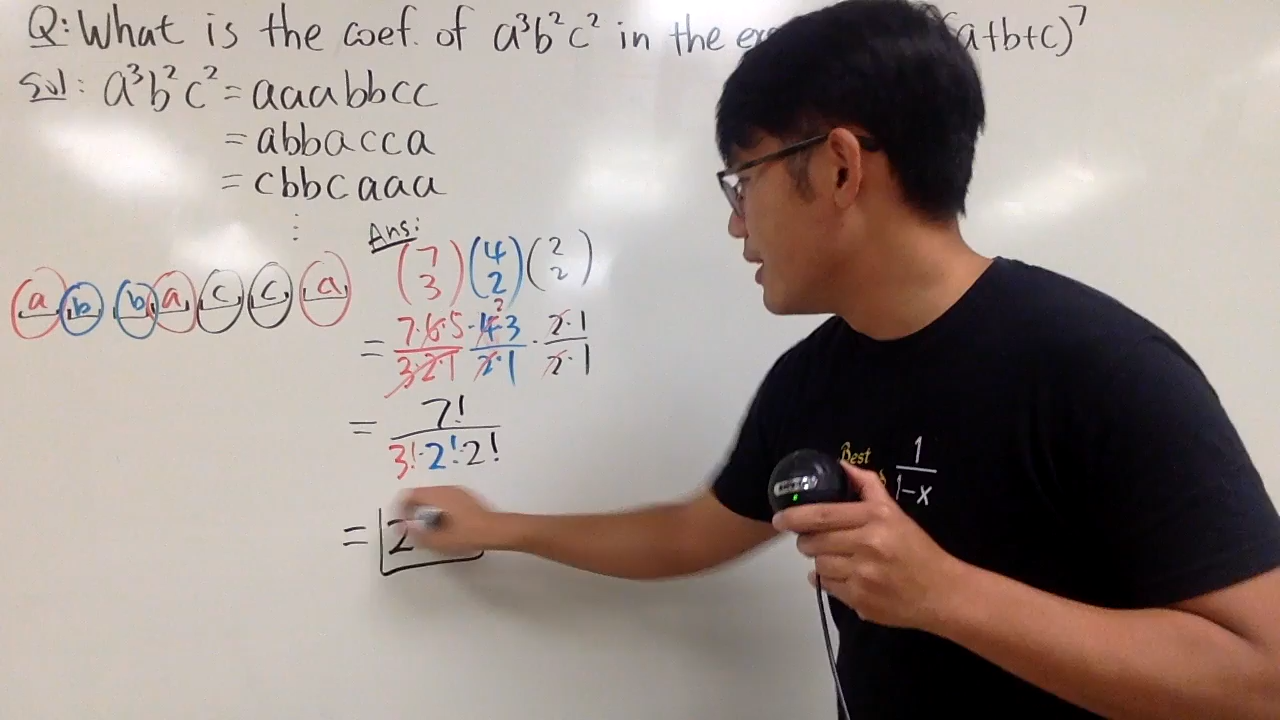 Q: What is the coef. of a³b²c² in the (a+b+c)⁷
Sol: a³b²c² = aaabbcc
= abbacca
= cbbcaaa
⋮
a b b a c c a
Ans:
(7 3)(4 2)(2 2)
= 7·6·5/3·2·1 · 4·3/2·1 · 2·1/2·1
2
= 7!/3!·2!·2!
= 2
Best
1/1-x